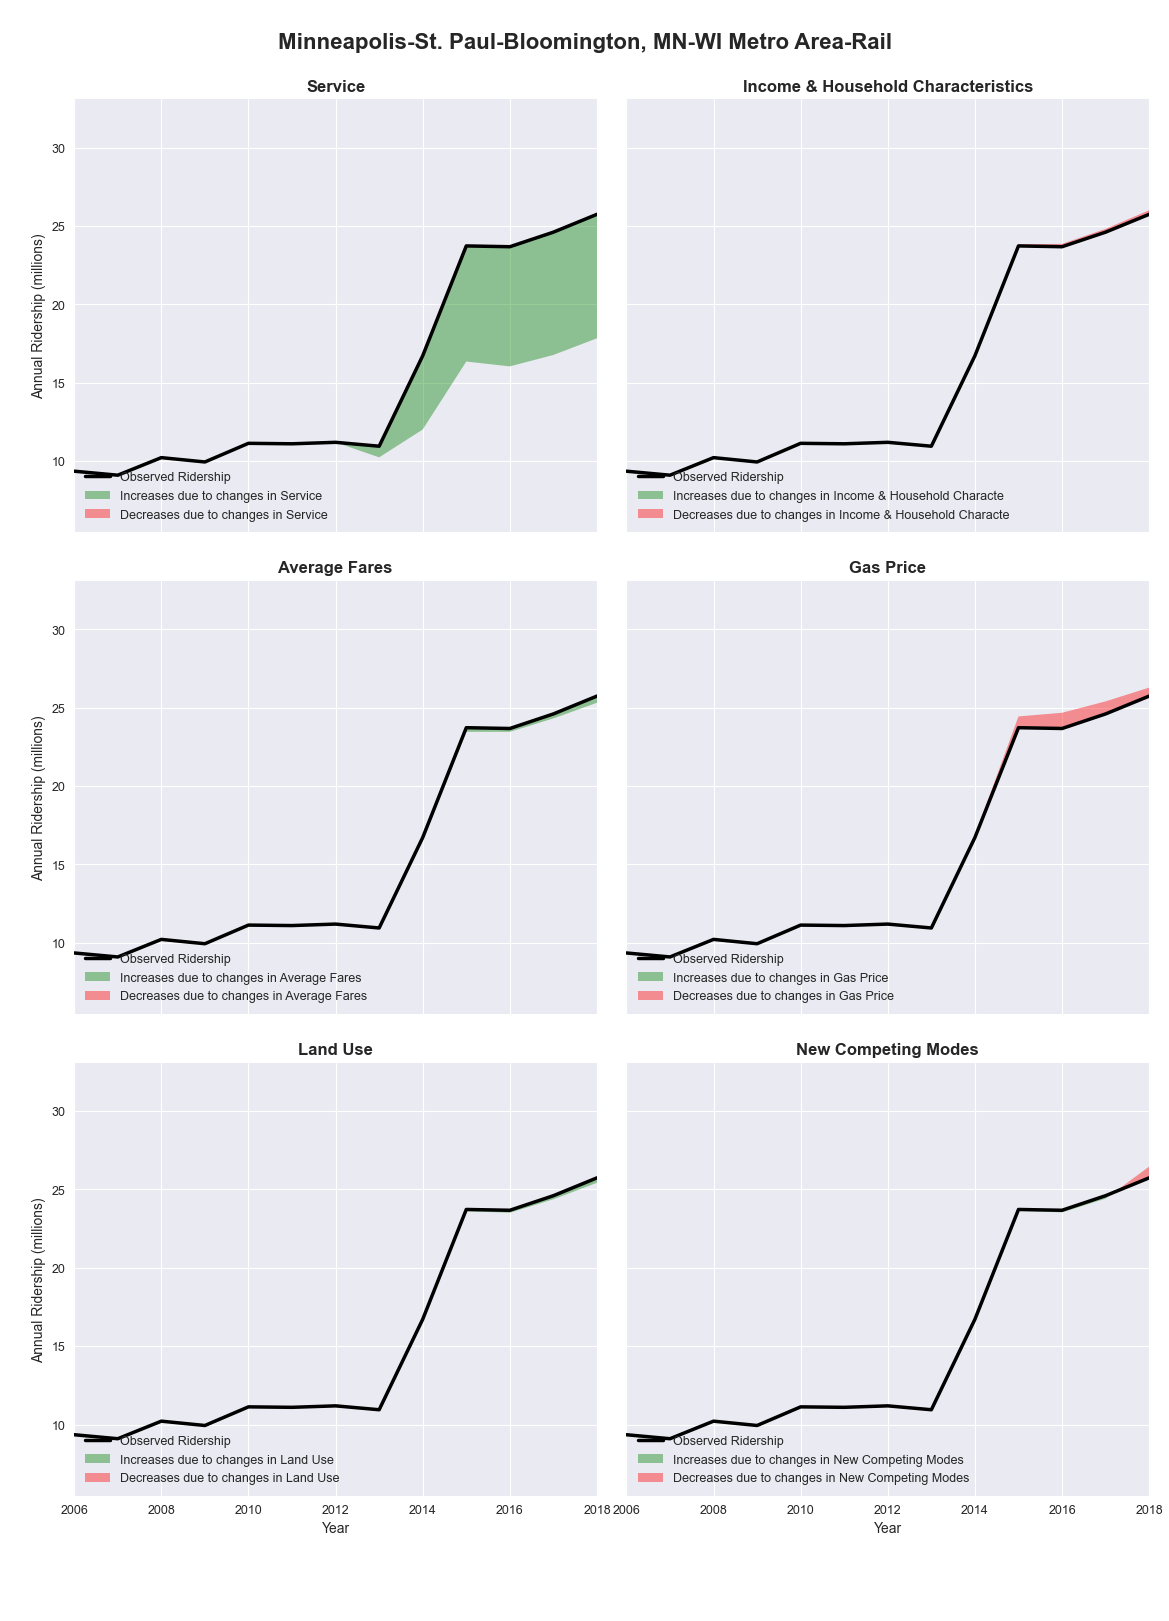 Minneapolis-St. Paul-Bloomington, MN-WI Metro Area-Rail
Service
Annual Ridership (millions)
30
25
20
15
10
Observed Ridership
Increases due to changes in Service
Decreases due to changes in Service
Income & Household Characteristics
Observed Ridership
Increases due to changes in Income & Household Characte
Decreases due to changes in Income & Household Characte
Average Fares
Annual Ridership (millions)
30
25
20
15
10
Observed Ridership
Increases due to changes in Average Fares
Decreases due to changes in Average Fares
Gas Price
Observed Ridership
Increases due to changes in Gas Price
Decreases due to changes in Gas Price
Land Use
Annual Ridership (millions)
30
25
20
15
10
Observed Ridership
Increases due to changes in Land Use
Decreases due to changes in Land Use
2006 2008 2010 2012 2014 2016 2018
Year
New Competing Modes
Observed Ridership
Increases due to changes in New Competing Modes
Decreases due to changes in New Competing Modes
2006 2008 2010 2012 2014 2016 2018
Year